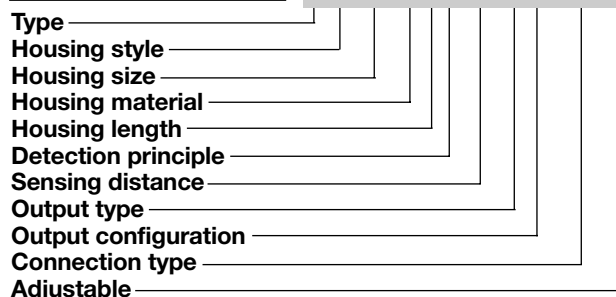 Type
Housing style
Housing size
Housing material
Housing length
Detection principle
Sensing distance
Output type
Output configuration
Connection type
Adjustable